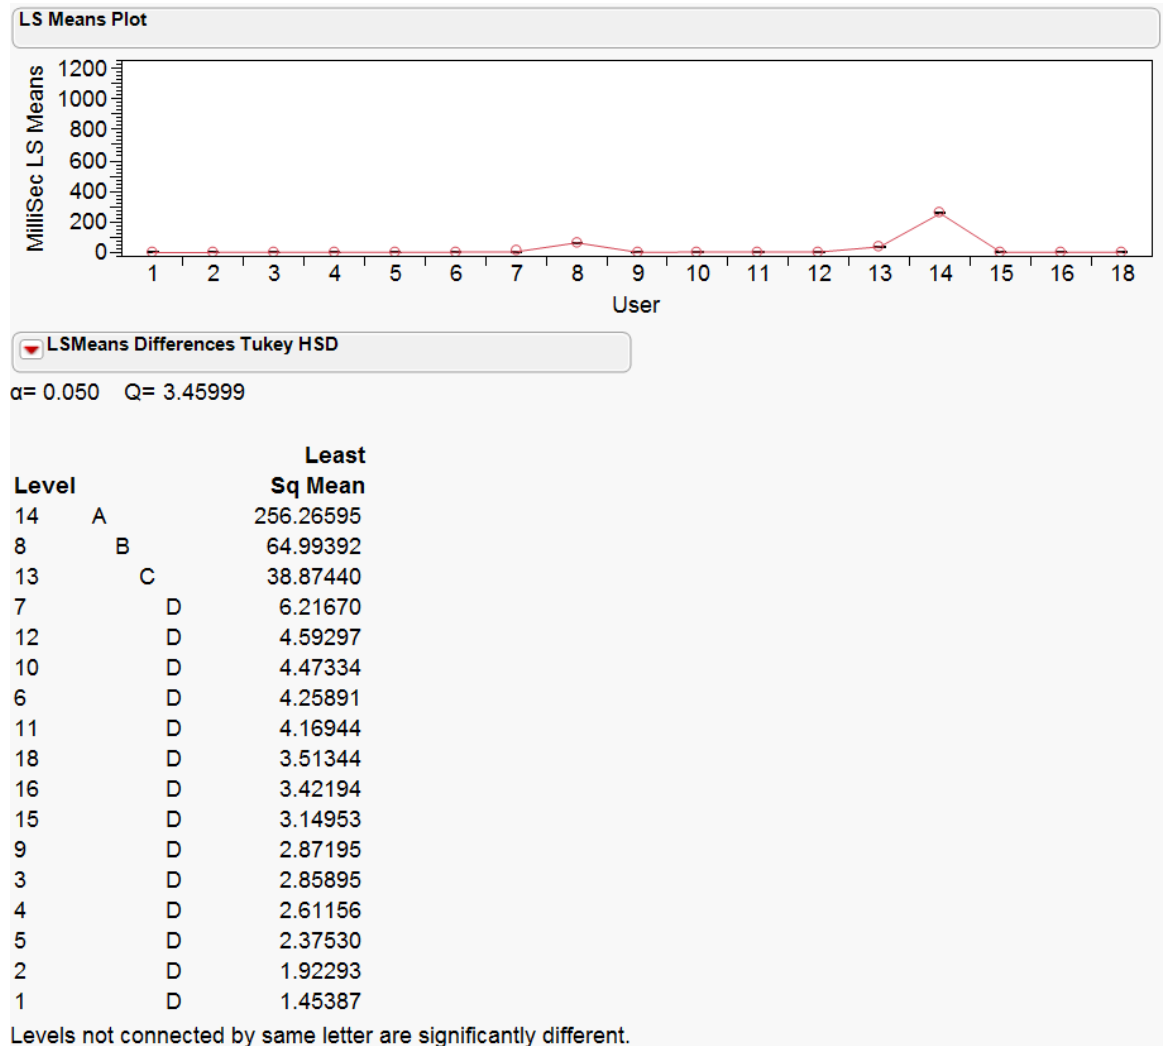 LS Means Plot
MilliSec LS Means
1200
1000
800
600
400
200
0
1 2 3 4 5 6 7 8 9 10 11 12 13 14 15 16 18
User
LSMeans Differences Tukey HSD
α= 0.050 Q= 3.45999
Least
Level Sq Mean
14 A 256.26595
8 B 64.99392
13 C 38.87440
7 D 6.21670
12 D 4.59297
10 D 4.47334
6 D 4.25891
11 D 4.16944
18 D 3.51344
16 D 3.42194
15 D 3.14953
9 D 2.87195
3 D 2.85895
4 D 2.61156
5 D 2.37530
2 D 1.92293
1 D 1.45387
Levels not connected by same letter are significantly different.